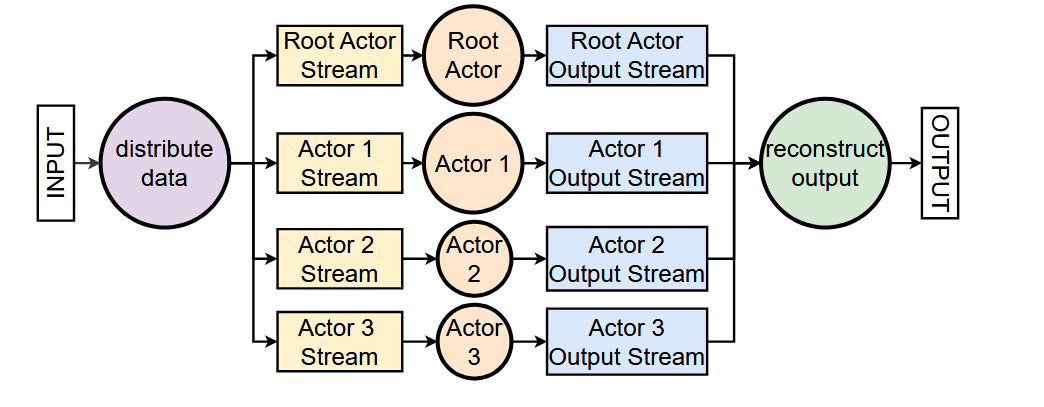 INPUT
distribute
data
Root Actor
Stream
Root
Actor
Root Actor
Output Stream
Actor 1
Stream
Actor 1
Actor 1
Output Stream
Actor 2
Stream
Actor
2
Actor 2
Output Stream
Actor 3
Stream
Actor
3
Actor 3
Output Stream
reconstruct
output
OUTPUT